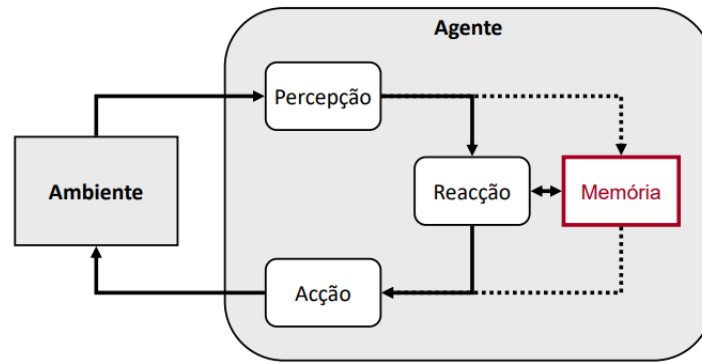 Agente
Percepção
Ambiente
Reacção
Memória
Acção